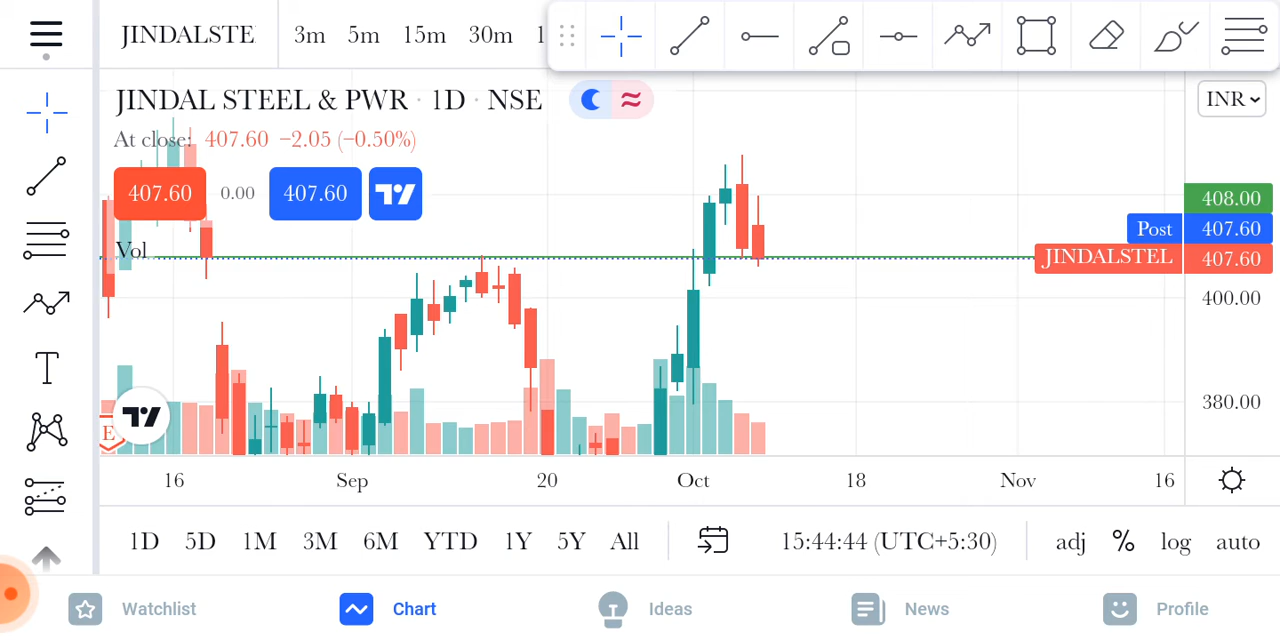 JINDALSTE 3m 5m 15m 30m 1
JINDAL STEEL & PWR · 1D · NSE
INR
At close: 407.60 −2.05 (−0.50%)
407.60 0.00 407.60
408.00
Post 407.60
Vol
JINDALSTEL 407.60
400.00
380.00
T
E
16 Sep 20 Oct 18 Nov 16
1D 5D 1M 3M 6M YTD 1Y 5Y All 15:44:44 (UTC+5:30) adj % log auto
Watchlist Chart Ideas News Profile